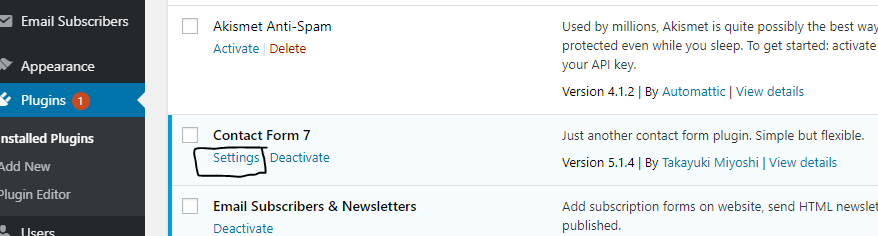 Email Subscribers
Appearance
Plugins 1
nstalled Plugins
Add New
Plugin Editor
Users
Akismet Anti-Spam
Activate | Delete
Used by millions, Akismet is quite possibly the best way
protected even while you sleep. To get started: activate
your API key.
Version 4.1.2 | By Automattic | View details
Contact Form 7
Settings Deactivate
Just another contact form plugin. Simple but flexible.
Version 5.1.4 | By Takayuki Miyoshi | View details
Email Subscribers & Newsletters
Deactivate
Add subscription forms on website, send HTML newslet
published.